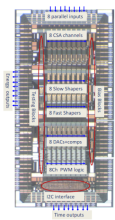 8 parallel inputs
8 CSA channels
Energy outputs
Testing blocks
8 Slow Shapers
Bias blocks
8 Fast Shapers
8 DACs+comps
8Ch. PWM logic
I2C interface
Time outputs